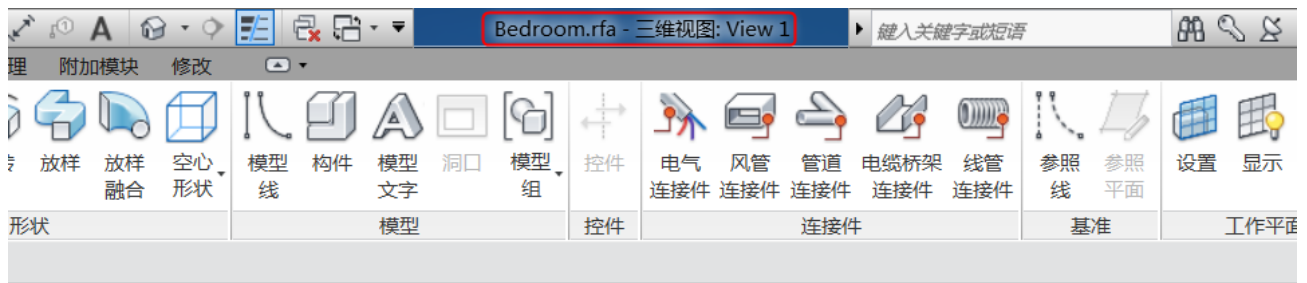 A Bedroom.rfa - 三维视图: View 1 键入关键字或短语
理 附加模块 修改
放样 放样融合 空心形状 模型线 构件 模型文字 洞口 模型组 控件 电气连接件 风管连接件 管道连接件 电缆桥架连接件 线管连接件 参照线 参照平面 设置 显示
形状 模型 控件 连接件 基准 工作平面